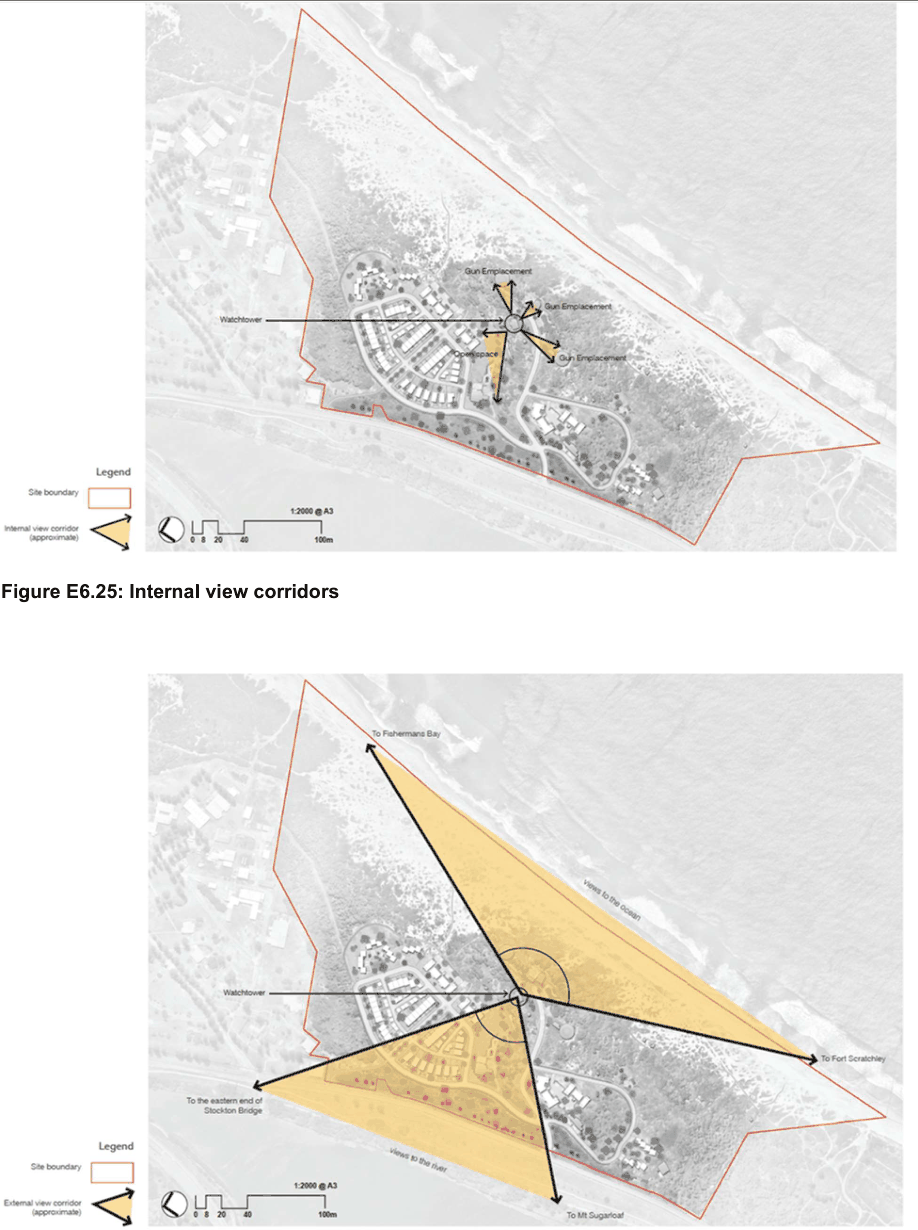 Gun Emplacement
Gun Emplacement
Watchtower
Open space
Gun Emplacement
Legend
Site boundary
Internal view corridor
(approximate)
1:2000 @ A3
0 8 20 40 100m
Figure E6.25: Internal view corridors
To Fishermans Bay
views to the ocean
Watchtower
To Fort Scratchley
To the eastern end of
Stockton Bridge
views to the river
Legend
Site boundary
External view corridor
(approximate)
1:2000 @ A3
0 8 20 40 100m
To Mt Sugarloaf